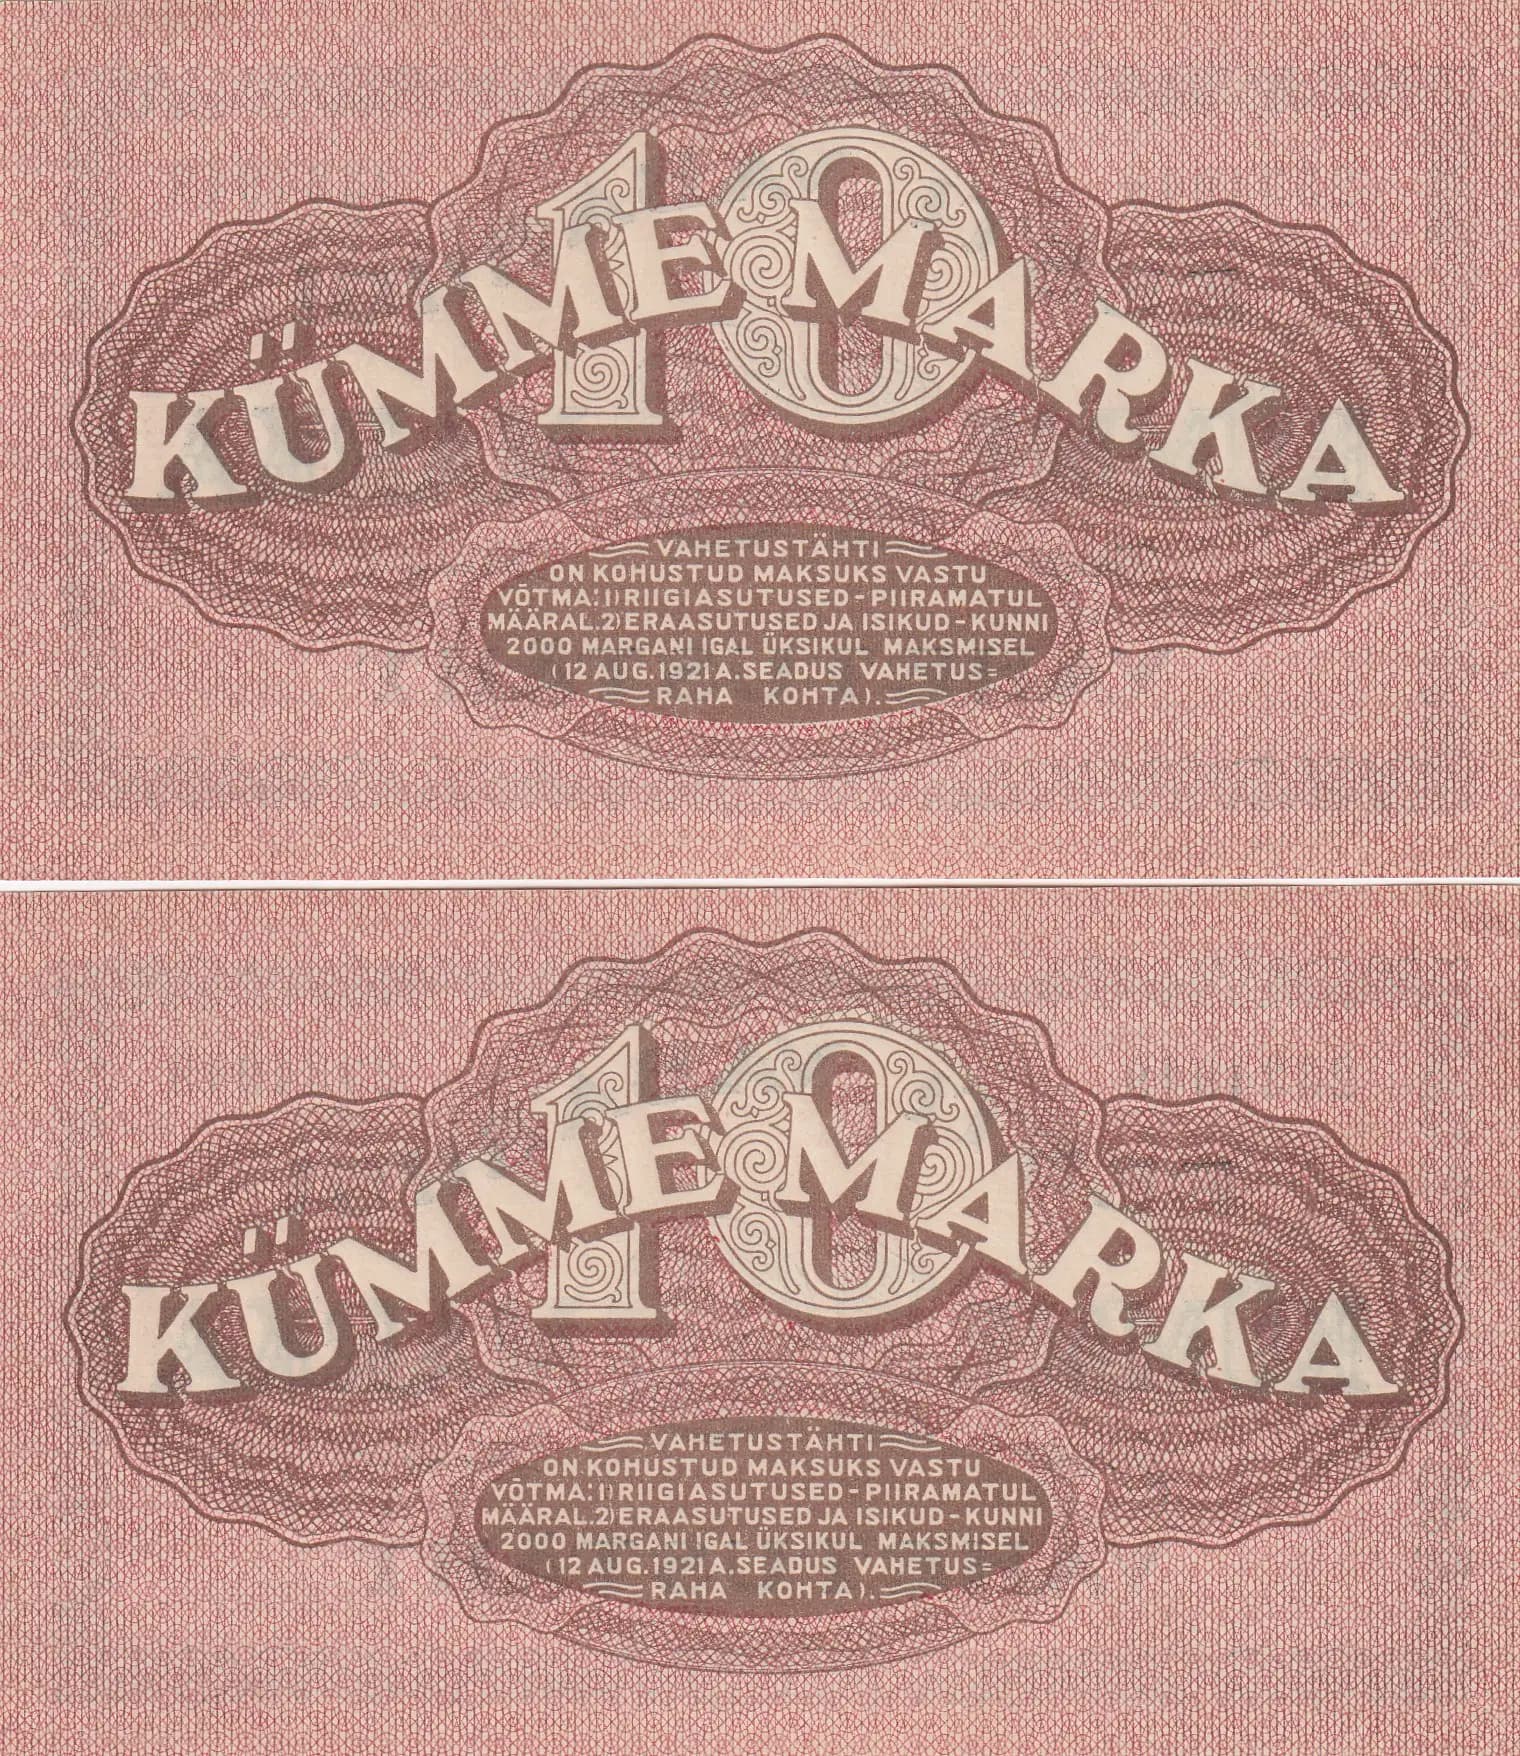 10
KÜMME MARKA
VAHETUSTÄHTI
ON KOHUSTUD MAKSUKS VASTU
VÕTMA: 1) RIIGIASUTUSED - PIIRAMATUL
MÄÄRAL. 2) ERAASUTUSED JA ISIKUD - KUNNI
2000 MARGANI IGAL ÜKSIKUL MAKSMISEL
(12 AUG. 1921 A. SEADUS VAHETUS=
RAHA KOHTA).
10
KÜMME MARKA
VAHETUSTÄHTI
ON KOHUSTUD MAKSUKS VASTU
VÕTMA: 1) RIIGIASUTUSED - PIIRAMATUL
MÄÄRAL. 2) ERAASUTUSED JA ISIKUD - KUNNI
2000 MARGANI IGAL ÜKSIKUL MAKSMISEL
(12 AUG. 1921 A. SEADUS VAHETUS=
RAHA KOHTA).